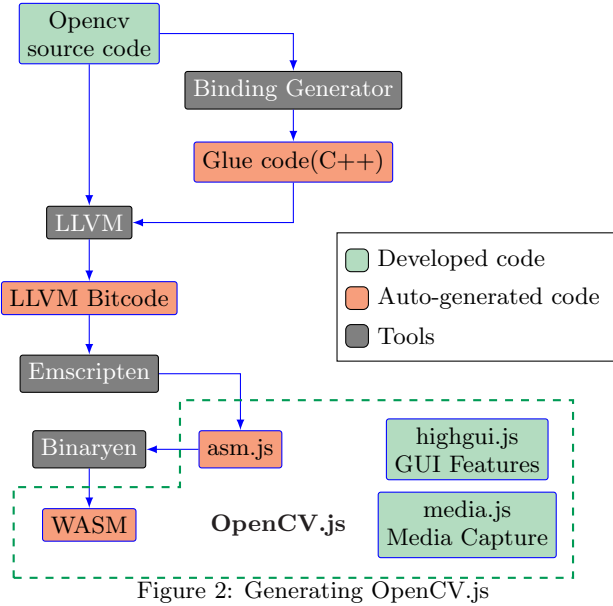 Opencv
source code
Binding Generator
Glue code(C++)
LLVM
Developed code
LLVM Bitcode
Auto-generated code
Tools
Emscripten
Binaryen
asm.js
highgui.js
GUI Features
WASM
OpenCV.js
media.js
Media Capture
Figure 2: Generating OpenCV.js